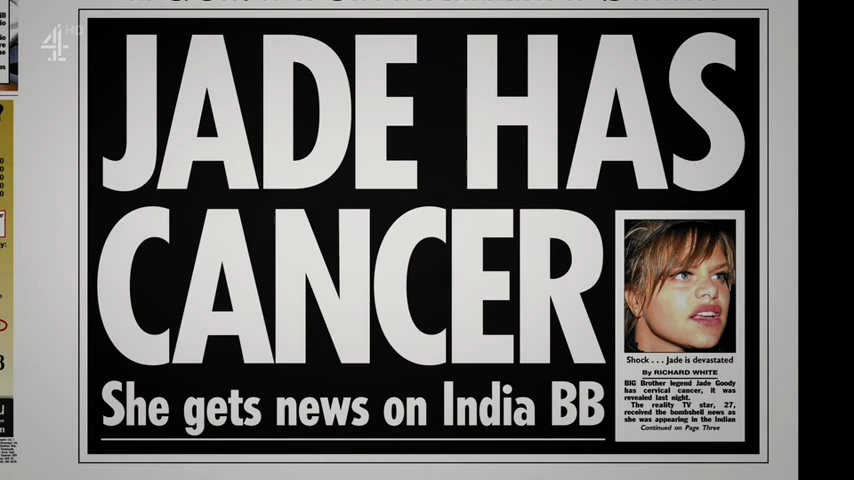 4 HD
JADE HAS
CANCER
She gets news on India BB
Shock . . . Jade is devastated
By RICHARD WHITE
BIG Brother legend Jade Goody
has cervical cancer, it was
revealed last night.
The reality TV star, 27,
received the bombshell news as
she was appearing in the Indian
Continued on Page Three